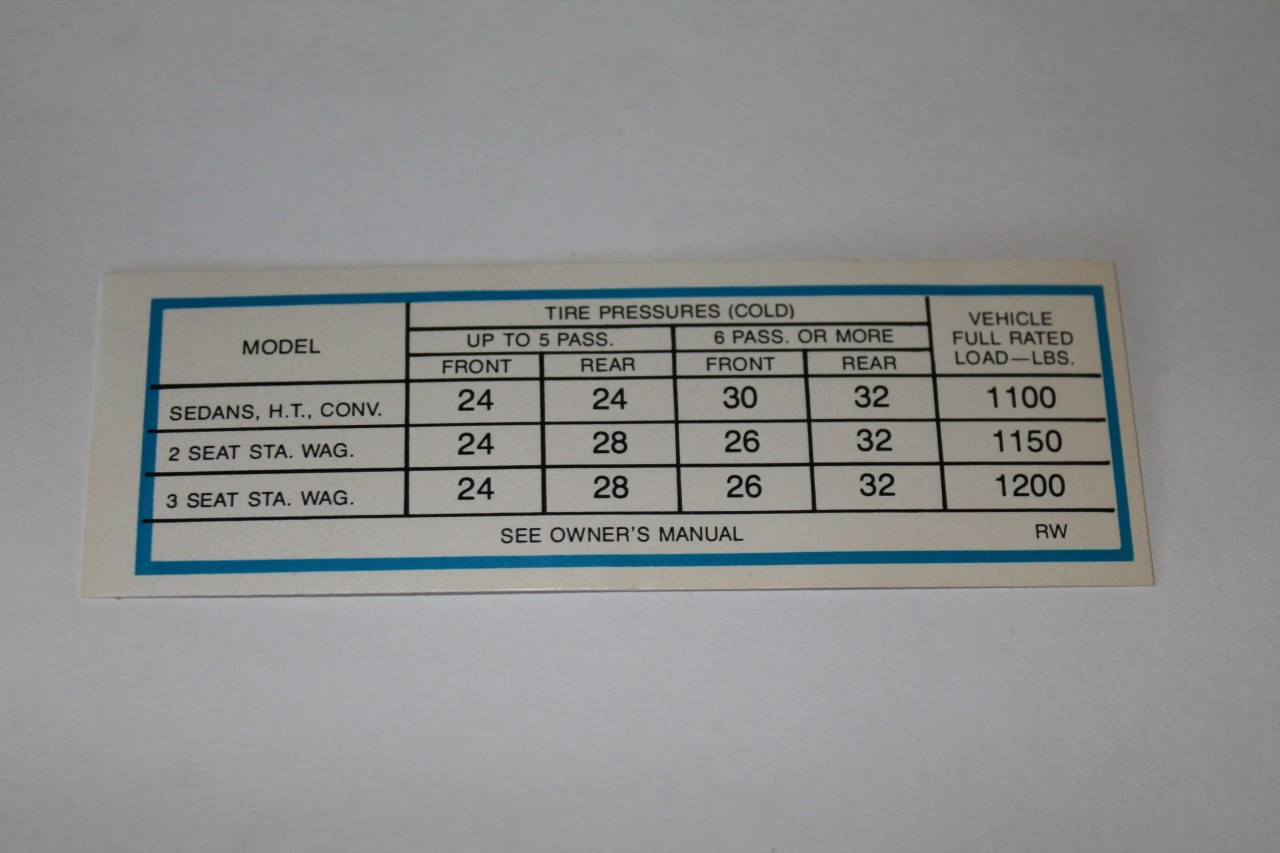 MODEL
TIRE PRESSURES (COLD)
UP TO 5 PASS.
6 PASS. OR MORE
FRONT REAR FRONT REAR
VEHICLE
FULL RATED
LOAD—LBS.
SEDANS, H.T., CONV. 24 24 30 32 1100
2 SEAT STA. WAG. 24 28 26 32 1150
3 SEAT STA. WAG. 24 28 26 32 1200
SEE OWNER'S MANUAL RW